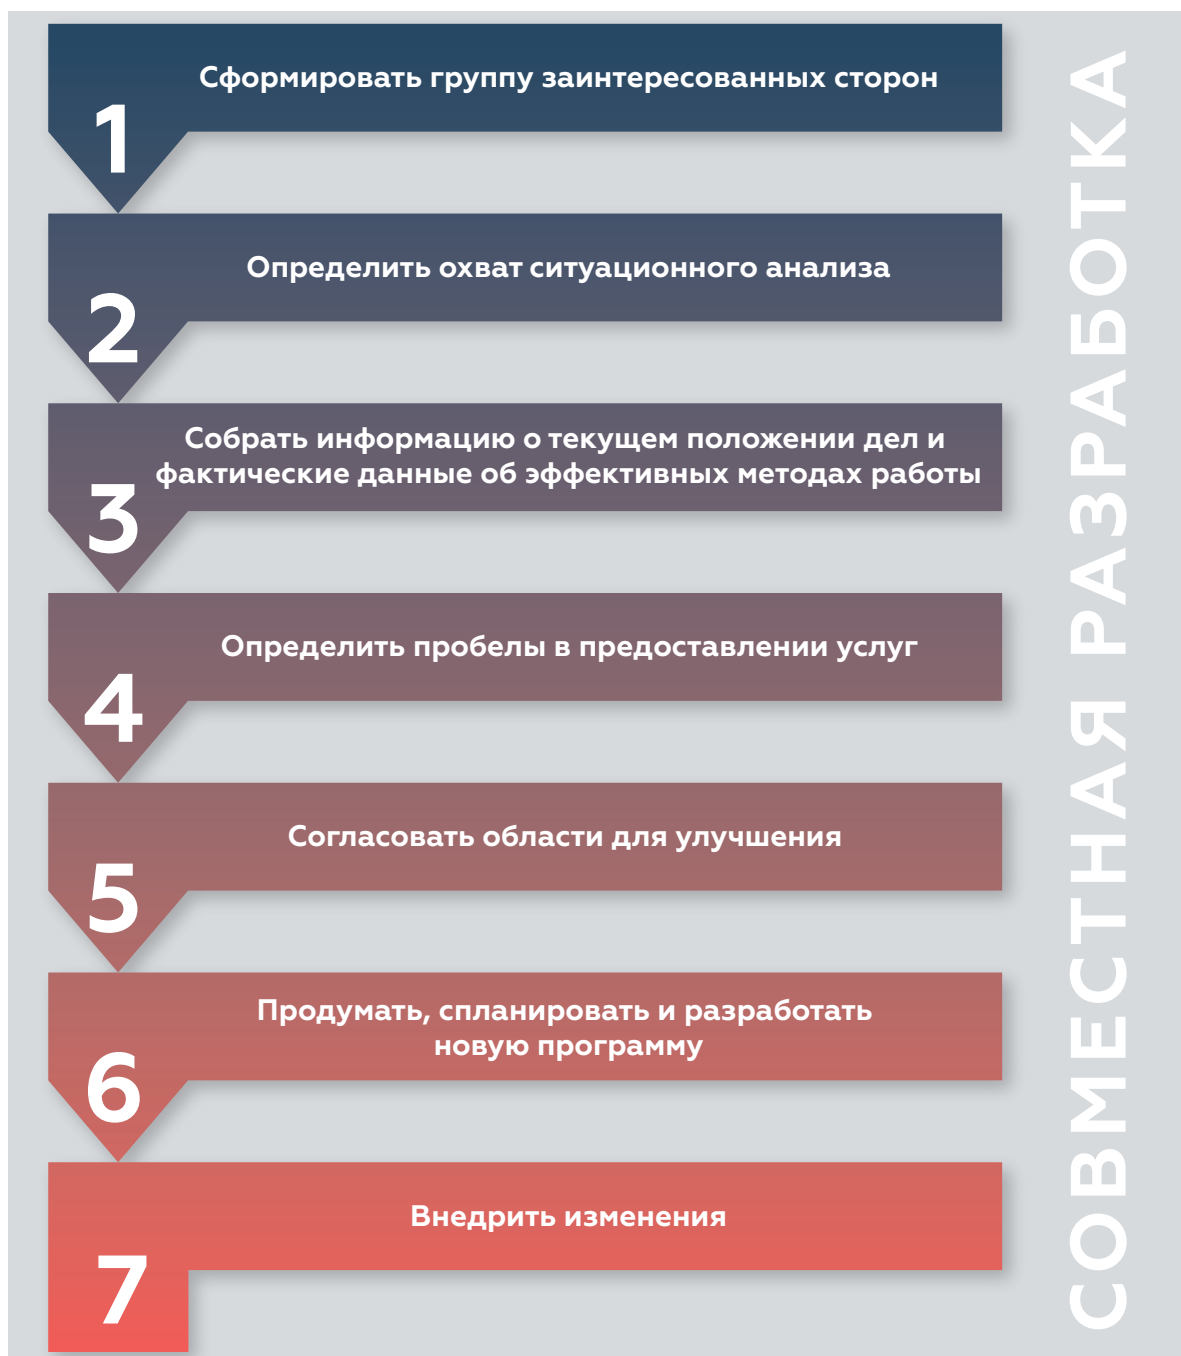 Сформировать группу заинтересованных сторон
1
Определить охват ситуационного анализа
2
Собрать информацию о текущем положении дел и
фактические данные об эффективных методах работы
3
Определить пробелы в предоставлении услуг
4
Согласовать области для улучшения
5
Продумать, спланировать и разработать
новую программу
6
Внедрить изменения
7
СОВМЕСТНАЯ РАЗРАБОТКА